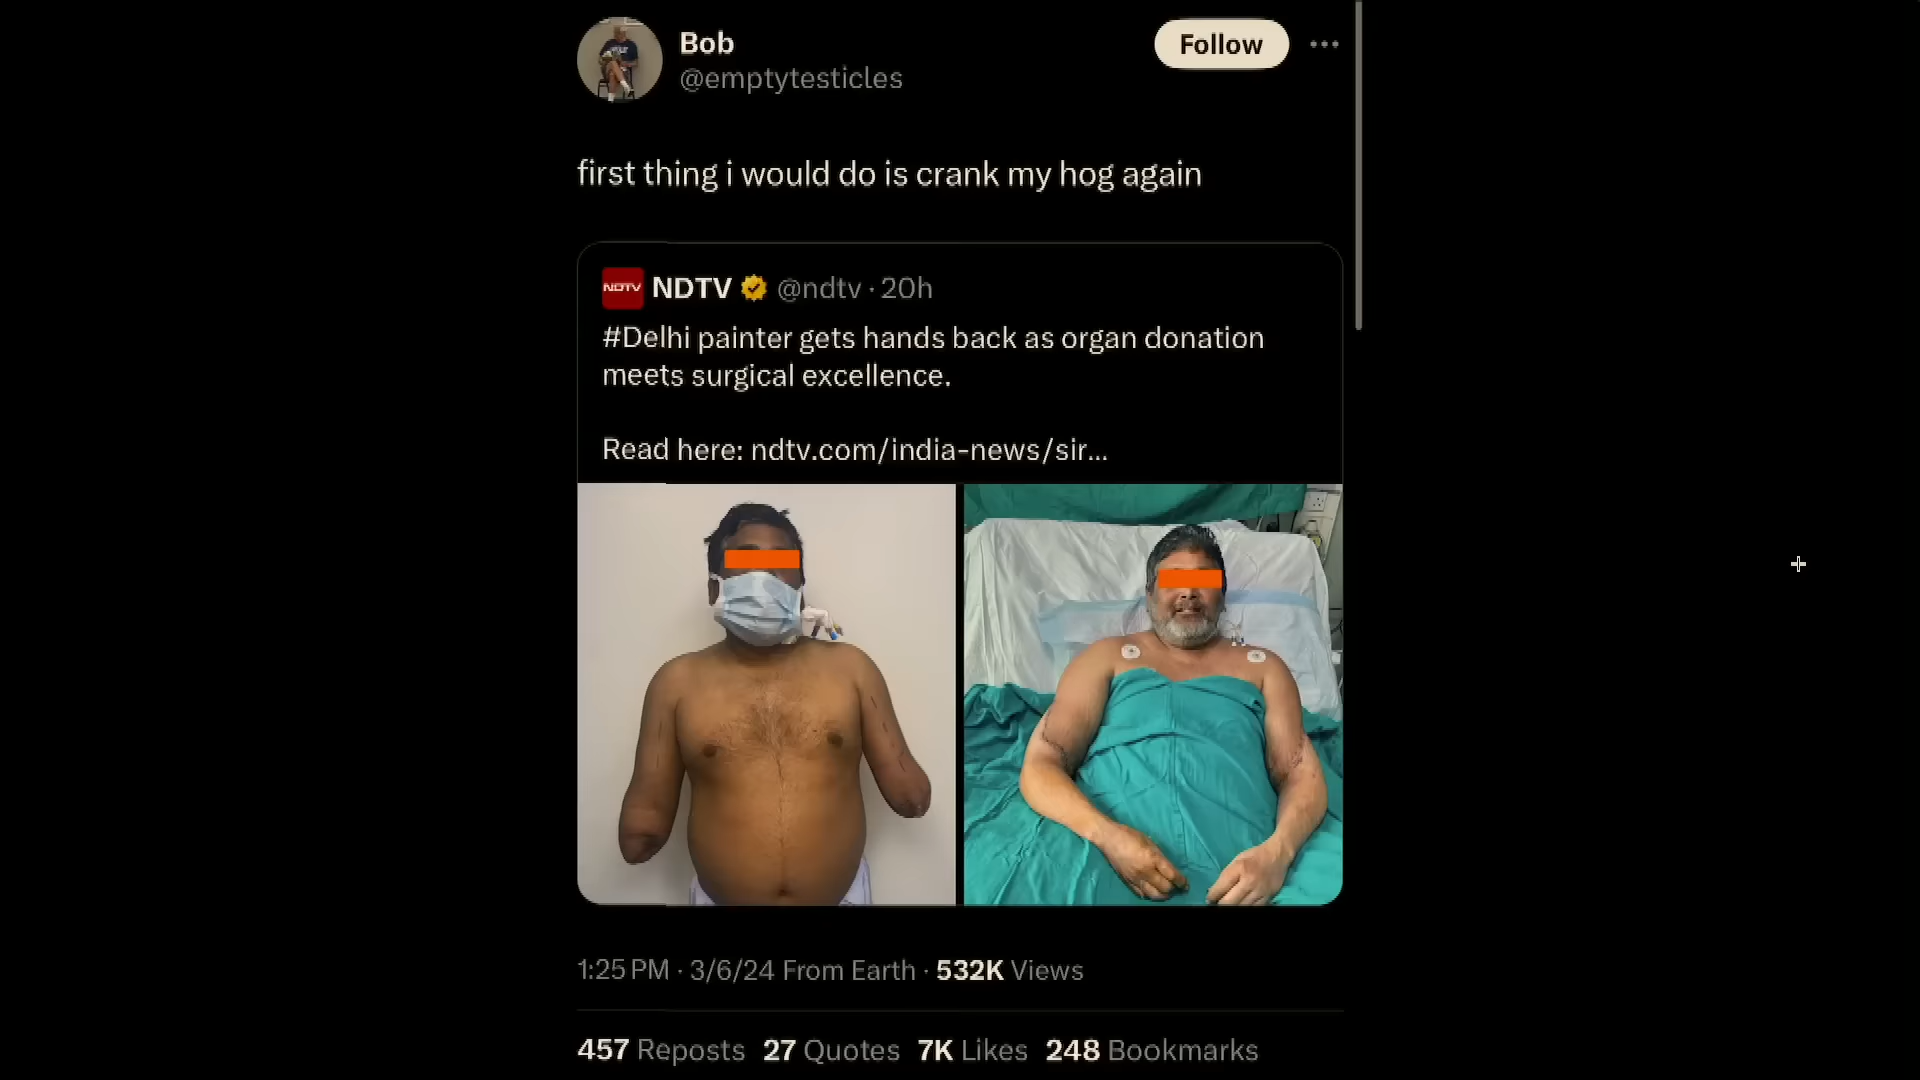 Bob
Follow
@emptytesticles
first thing i would do is crank my hog again
NDTV
NDTV @ndtv · 20h
#Delhi painter gets hands back as organ donation
meets surgical excellence.
Read here: ndtv.com/india-news/sir...
1:25 PM · 3/6/24 From Earth · 532K Views
457 Reposts 27 Quotes 7K Likes 248 Bookmarks